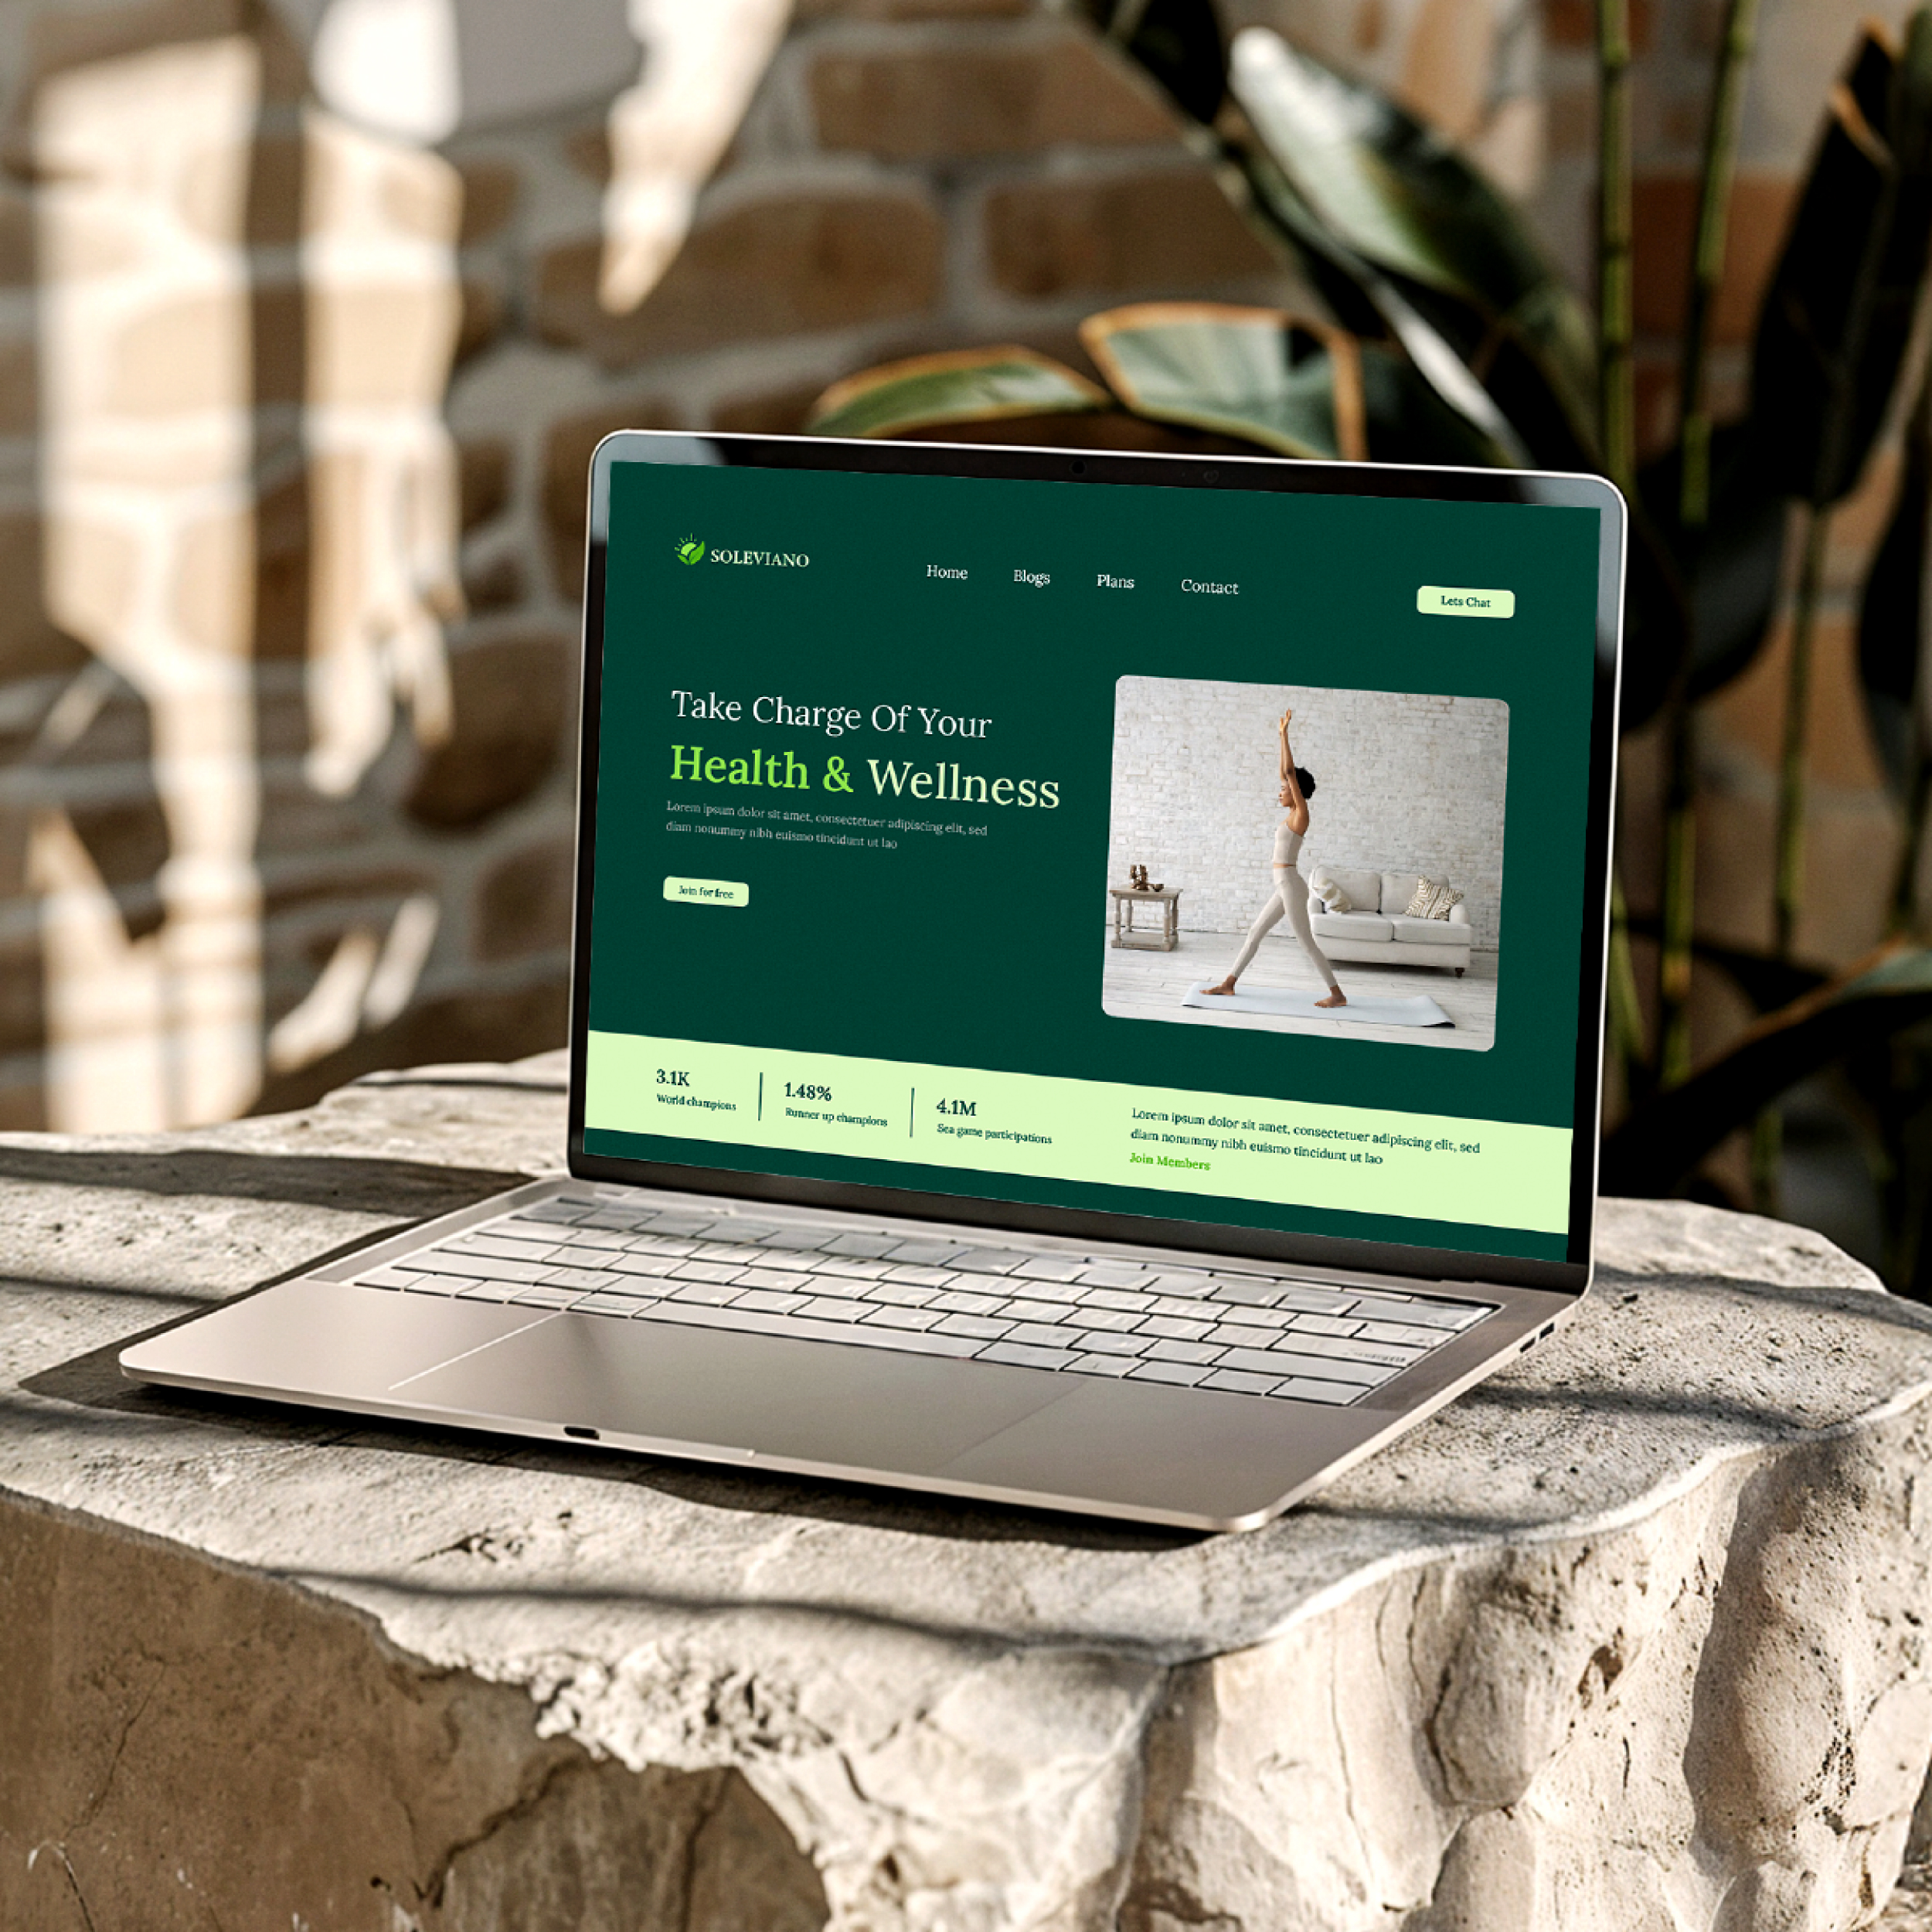 SOLEVIANO
Home Blogs Plans Contact
Lets Chat
Take Charge Of Your
Health & Wellness
Lorem ipsum dolor sit amet, consectetuer adipiscing elit, sed
diam nonummy nibh euismo tincidunt ut lao
Join for free
3.1K
World champions
1.48%
Runner up champions
4.1M
Sea game participations
Lorem ipsum dolor sit amet, consectetuer adipiscing elit, sed
diam nonummy nibh euismo tincidunt ut lao
Join Members